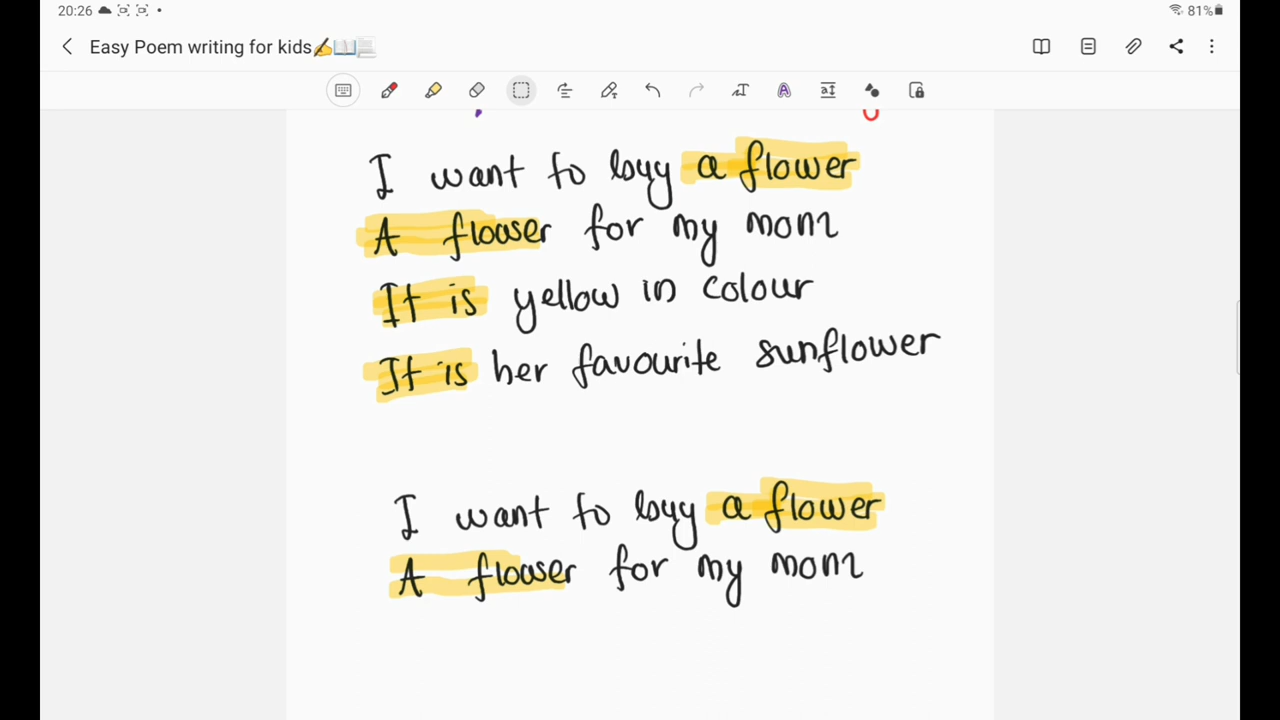 20:26
81%
Easy Poem writing for kids✍️📖📃
I want to buy a flower
A flower for my mom
It is yellow in colour
It is her favourite sunflower
I want to buy a flower
A flower for my mom